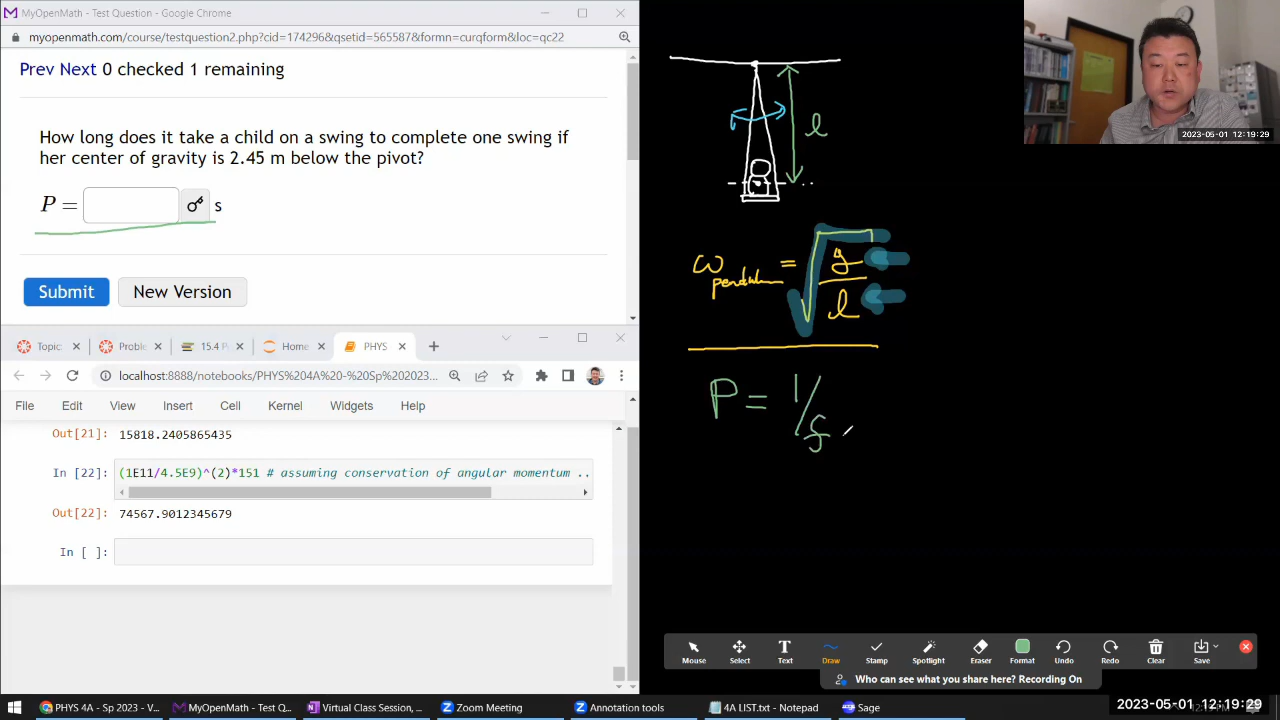 MyOpenMath - Test Question - Google Chrome
myopenmath.com/course/testquestion2.php?cid=174296&qsetid=565587&formn=curqform&loc=qc22
Prev Next 0 checked 1 remaining
How long does it take a child on a swing to complete one swing if
her center of gravity is 2.45 m below the pivot?
P = s
Submit New Version
Topic: Proble 15.4 P Home PHYS
localhost:8888/notebooks/PHYS%204A%20-%20Sp%202023...
File Edit View Insert Cell Kernel Widgets Help
Out[21] 15818.2405886435
In [22]: (1E11/4.5E9)^(2)*151 # assuming conservation of angular momentum ..
Out[22]: 74567.9012345679
In [ ]:
l
ω pendulum = √ g / l
P = 1/f
2023-05-01 12:19:29
Mouse Select Text Draw Stamp Spotlight Eraser Format Undo Redo Clear Save
Who can see what you share here? Recording On
PHYS 4A - Sp 2023 - V... MyOpenMath - Test Q... Virtual Class Session, ... Zoom Meeting Annotation tools 4A LIST.txt - Notepad Sage
2023-05-01 12:19:29